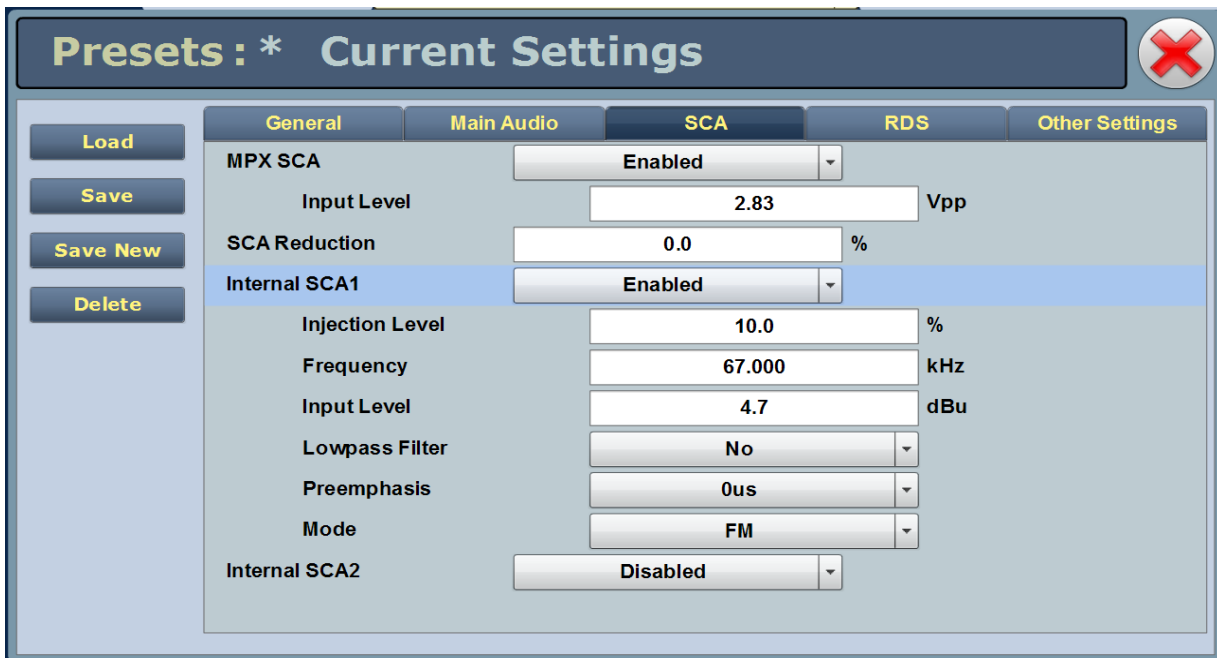 Presets: * Current Settings
Load
Save
Save New
Delete
General Main Audio SCA RDS Other Settings
MPX SCA Enabled
Input Level 2.83 Vpp
SCA Reduction 0.0 %
Internal SCA1 Enabled
Injection Level 10.0 %
Frequency 67.000 kHz
Input Level 4.7 dBu
Lowpass Filter No
Preemphasis 0us
Mode FM
Internal SCA2 Disabled